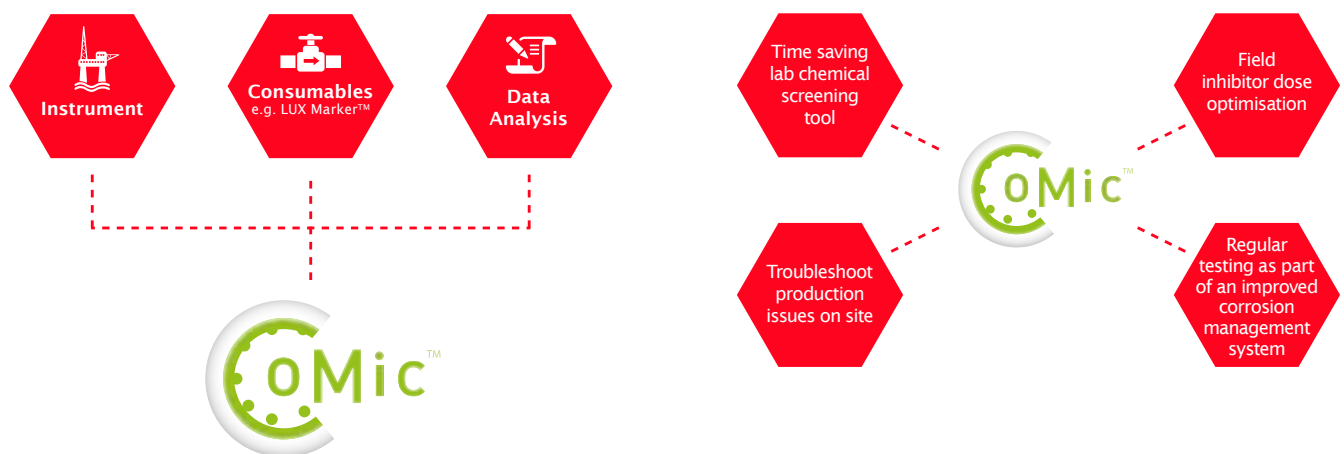 Instrument
Consumables
e.g. LUX Marker™
Data
Analysis
CoMic™
Time saving
lab chemical
screening
tool
Field
inhibitor dose
optimisation
CoMic™
Troubleshoot
production
issues on site
Regular
testing as part
of an improved
corrosion
management
system